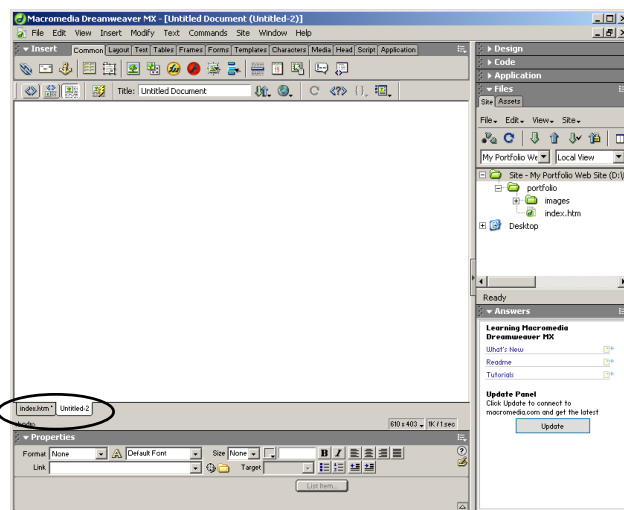 Macromedia Dreamweaver MX - [Untitled Document (Untitled-2)]
File Edit View Insert Modify Text Commands Site Window Help
Insert Common Layout Text Tables Frames Forms Templates Characters Media Head Script Application
Title: Untitled Document
Design
Code
Application
Files
Site Assets
File Edit View Site
My Portfolio We Local View
Site - My Portfolio Web Site (D:\
portfolio
images
index.htm
Desktop
Ready
Answers
Learning Macromedia
Dreamweaver MX
What's New
Readme
Tutorials
Update Panel
Click Update to connect to
macromedia.com and get the latest
Update
index.htm* Untitled-2
610 x 403 1K / 1 sec
Properties
Format None Default Font Size None B I
Link Target
List Item...